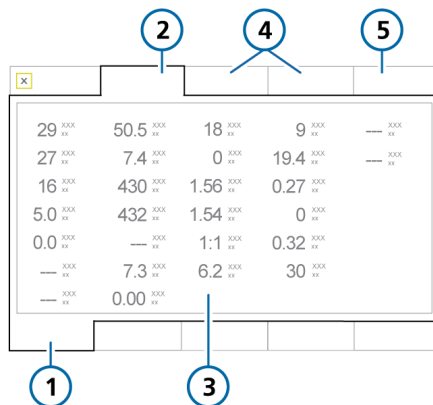 2 4 5
x
29 XXX xx 50.5 XXX xx 18 XXX xx 9 XXX xx --- XXX xx
27 XXX xx 7.4 XXX xx 0 XXX xx 19.4 XXX xx --- XXX xx
16 XXX xx 430 XXX xx 1.56 XXX xx 0.27 XXX xx
5.0 XXX xx 432 XXX xx 1.54 XXX xx 0 XXX xx
0.0 XXX xx --- XXX xx 1:1 XXX xx 0.32 XXX xx
--- XXX xx 7.3 XXX xx 6.2 XXX xx 30 XXX xx
--- XXX xx 0.00 XXX xx
1 3